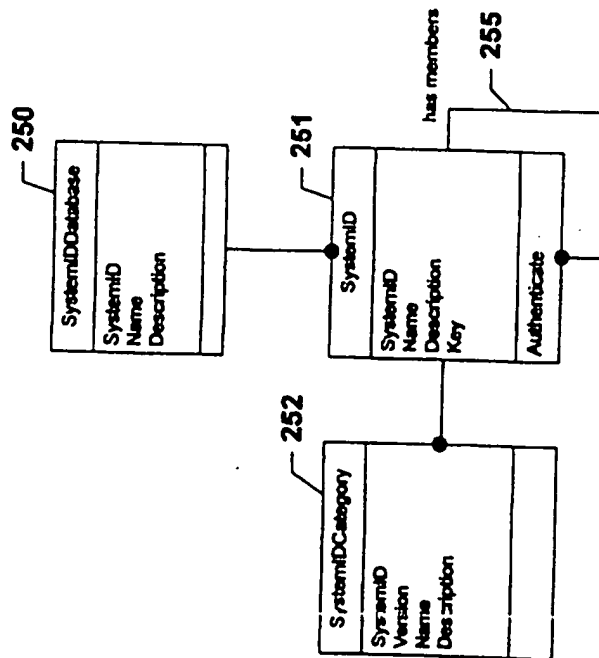 250
SystemIDDatabase
SystemID
Name
Description
251
SystemID
SystemID
Name
Description
Key
Authenticate
has members
255
252
SystemIDCategory
SystemID
Version
Name
Description